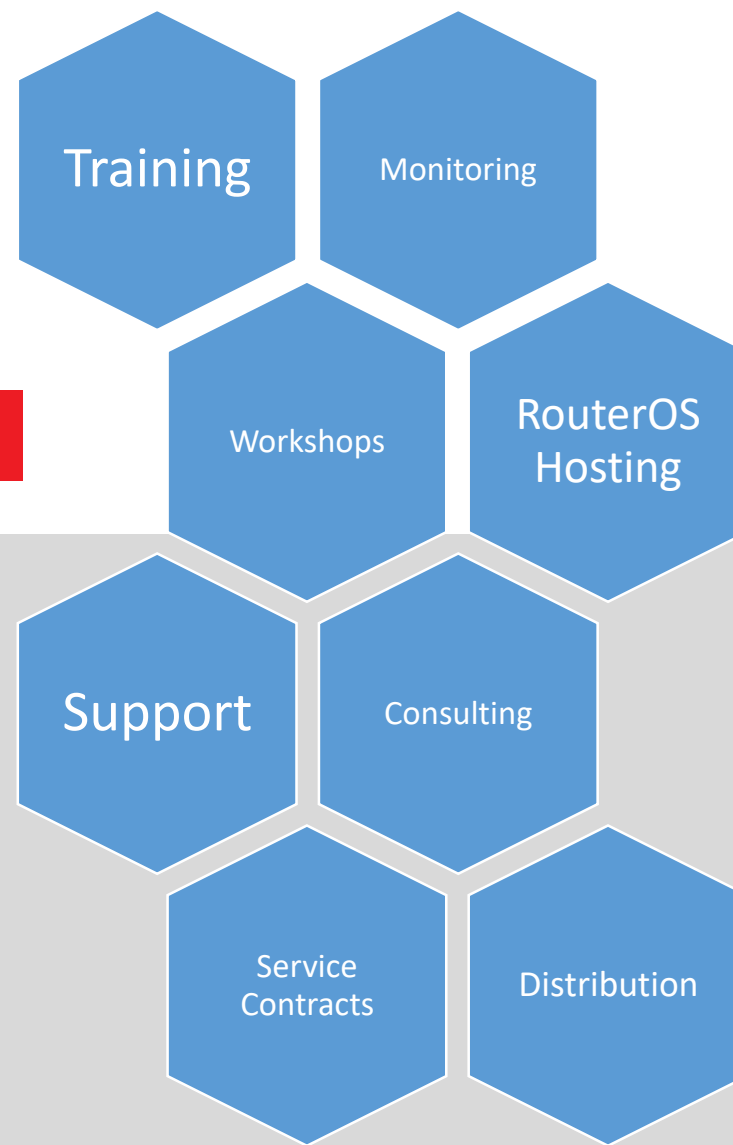 Training
Monitoring
Workshops
RouterOS
Hosting
Support
Consulting
Service
Contracts
Distribution